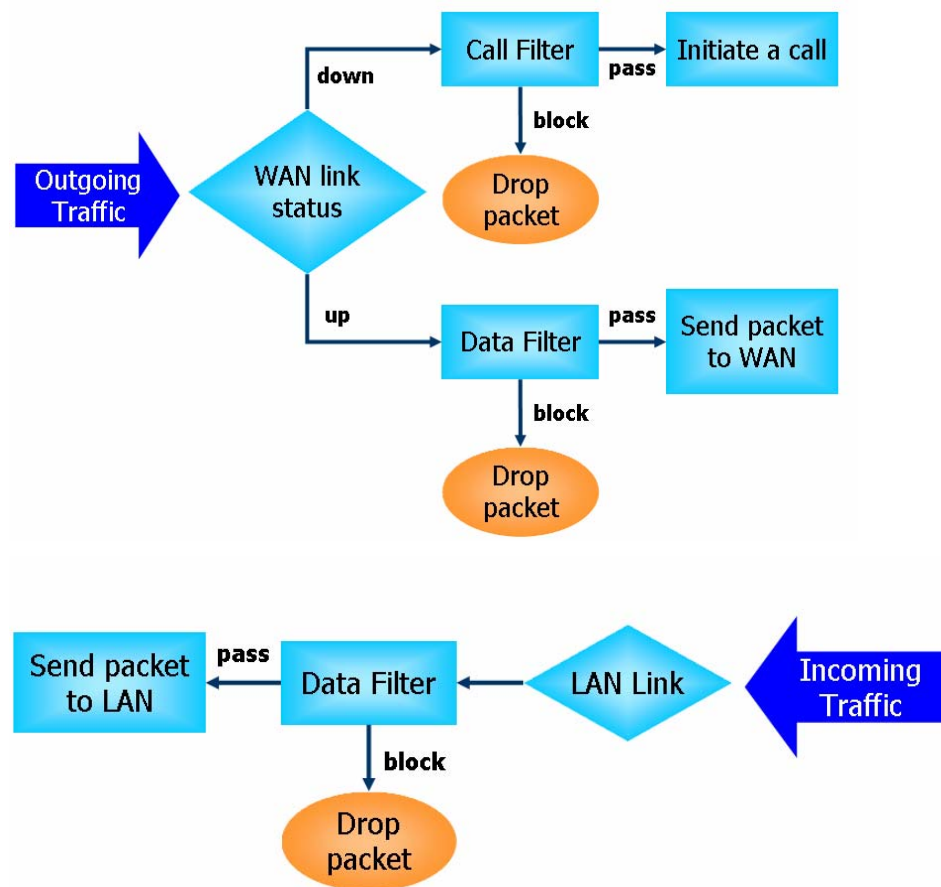 Outgoing
Traffic
WAN link
status
down
Call Filter
pass
Initiate a call
block
Drop
packet
up
Data Filter
pass
Send packet
to WAN
block
Drop
packet
Incoming
Traffic
LAN Link
Data Filter
pass
Send packet
to LAN
block
Drop
packet